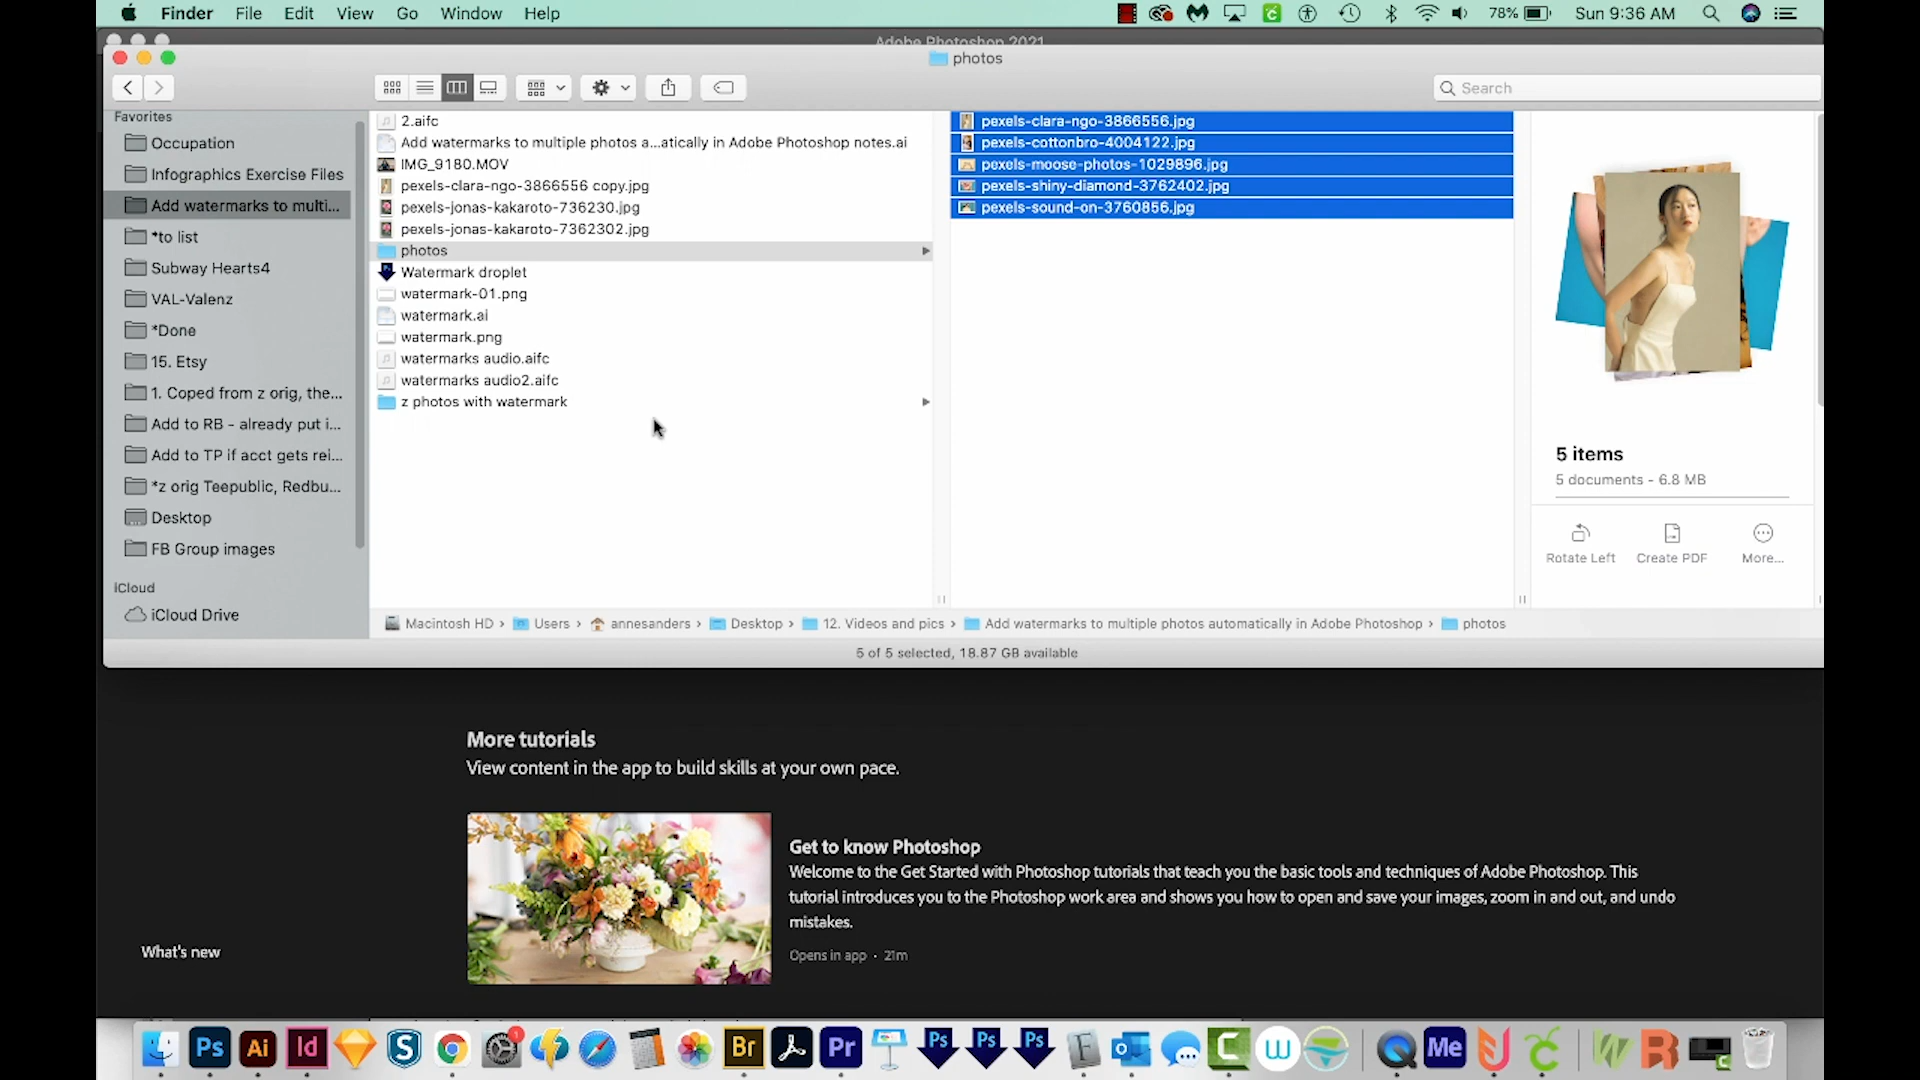 Finder File Edit View Go Window Help
78% Sun 9:36 AM
Adobe Photoshop 2021
photos
Search
Favorites
Occupation
Infographics Exercise Files
Add watermarks to multi...
*to list
Subway Hearts4
VAL-Valenz
*Done
15. Etsy
1. Coped from z orig, the...
Add to RB - already put i...
Add to TP if acct gets rei...
*z orig Teepublic, Redbu...
Desktop
FB Group images
iCloud
iCloud Drive
2.aifc
Add watermarks to multiple photos a...atically in Adobe Photoshop notes.ai
IMG_9180.MOV
pexels-clara-ngo-3866556 copy.jpg
pexels-jonas-kakaroto-736230.jpg
pexels-jonas-kakaroto-7362302.jpg
photos
Watermark droplet
watermark-01.png
watermark.ai
watermark.png
watermarks audio.aifc
watermarks audio2.aifc
z photos with watermark
pexels-clara-ngo-3866556.jpg
pexels-cottonbro-4004122.jpg
pexels-moose-photos-1029896.jpg
pexels-shiny-diamond-3762402.jpg
pexels-sound-on-3760856.jpg
5 items
5 documents - 6.8 MB
Rotate Left Create PDF More...
Macintosh HD › Users › annesanders › Desktop › 12. Videos and pics › Add watermarks to multiple photos automatically in Adobe Photoshop › photos
5 of 5 selected, 18.87 GB available
More tutorials
View content in the app to build skills at your own pace.
Get to know Photoshop
Welcome to the Get Started with Photoshop tutorials that teach you the basic tools and techniques of Adobe Photoshop. This
tutorial introduces you to the Photoshop work area and shows you how to open and save your images, zoom in and out, and undo
mistakes.
Opens in app · 21m
What's new
Ps Ai Id S 1 Br Pr Ps Ps Ps F C W Me